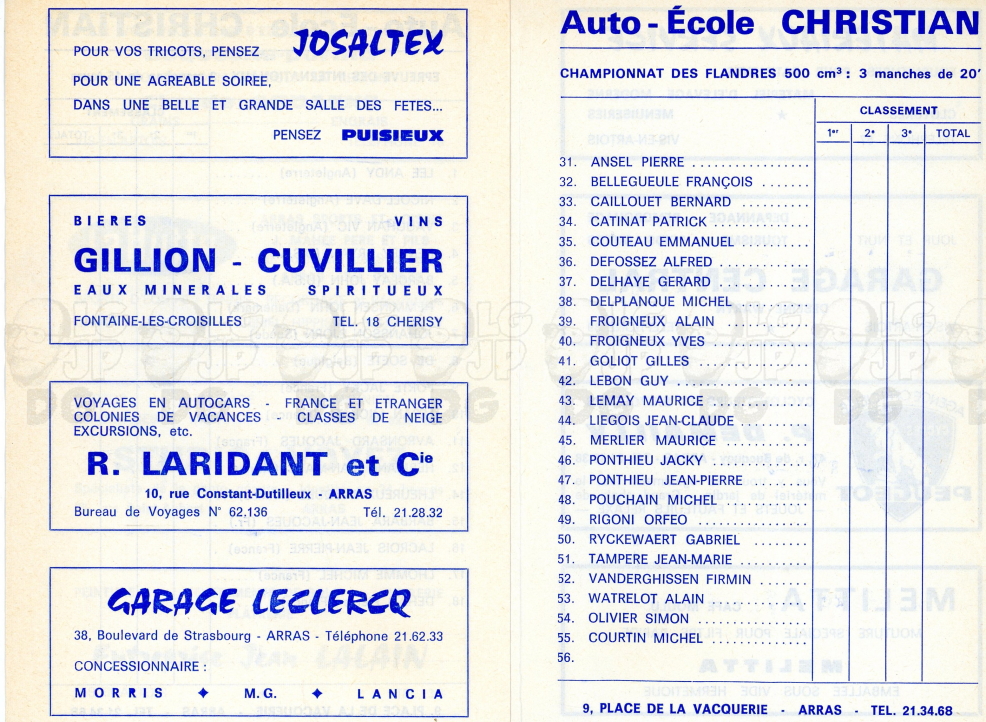 POUR VOS TRICOTS, PENSEZ JOSALTEX
POUR UNE AGREABLE SOIREE,
DANS UNE BELLE ET GRANDE SALLE DES FETES...
PENSEZ PUISIEUX
BIERES VINS
GILLION - CUVILLIER
EAUX MINERALES SPIRITUEUX
FONTAINE-LES-CROISILLES TEL. 18 CHERISY
VOYAGES EN AUTOCARS - FRANCE ET ETRANGER
COLONIES DE VACANCES - CLASSES DE NEIGE
EXCURSIONS, etc.
R. LARIDANT et Cie
10, rue Constant-Dutilleux - ARRAS
Bureau de Voyages N° 62.136 Tél. 21.28.32
GARAGE LECLERCQ
38, Boulevard de Strasbourg - ARRAS - Téléphone 21.62.33
CONCESSIONNAIRE :
MORRIS ✦ M.G. ✦ LANCIA
Auto - École CHRISTIAN
CHAMPIONNAT DES FLANDRES 500 cm³ : 3 manches de 20'
CLASSEMENT
1er 2e 3e TOTAL
31. ANSEL PIERRE ..................
32. BELLEGUEULE FRANÇOIS .......
33. CAILLOUET BERNARD ..........
34. CATINAT PATRICK ..............
35. COUTEAU EMMANUEL ..........
36. DEFOSSEZ ALFRED .............
37. DELHAYE GERARD .............
38. DELPLANQUE MICHEL ..........
39. FROIGNEUX ALAIN .............
40. FROIGNEUX YVES ..............
41. GOLIOT GILLES ................
42. LEBON GUY ...................
43. LEMAY MAURICE ..............
44. LIEGOIS JEAN-CLAUDE .........
45. MERLIER MAURICE ............
46. PONTHIEU JACKY ..............
47. PONTHIEU JEAN-PIERRE ........
48. POUCHAIN MICHEL ............
49. RIGONI ORFEO ................
50. RYCKEWAERT GABRIEL ........
51. TAMPERE JEAN-MARIE .........
52. VANDERGHISSEN FIRMIN .......
53. WATRELOT ALAIN .............
54. OLIVIER SIMON ...............
55. COURTIN MICHEL ..............
56.
9, PLACE DE LA VACQUERIE - ARRAS - TEL. 21.34.68